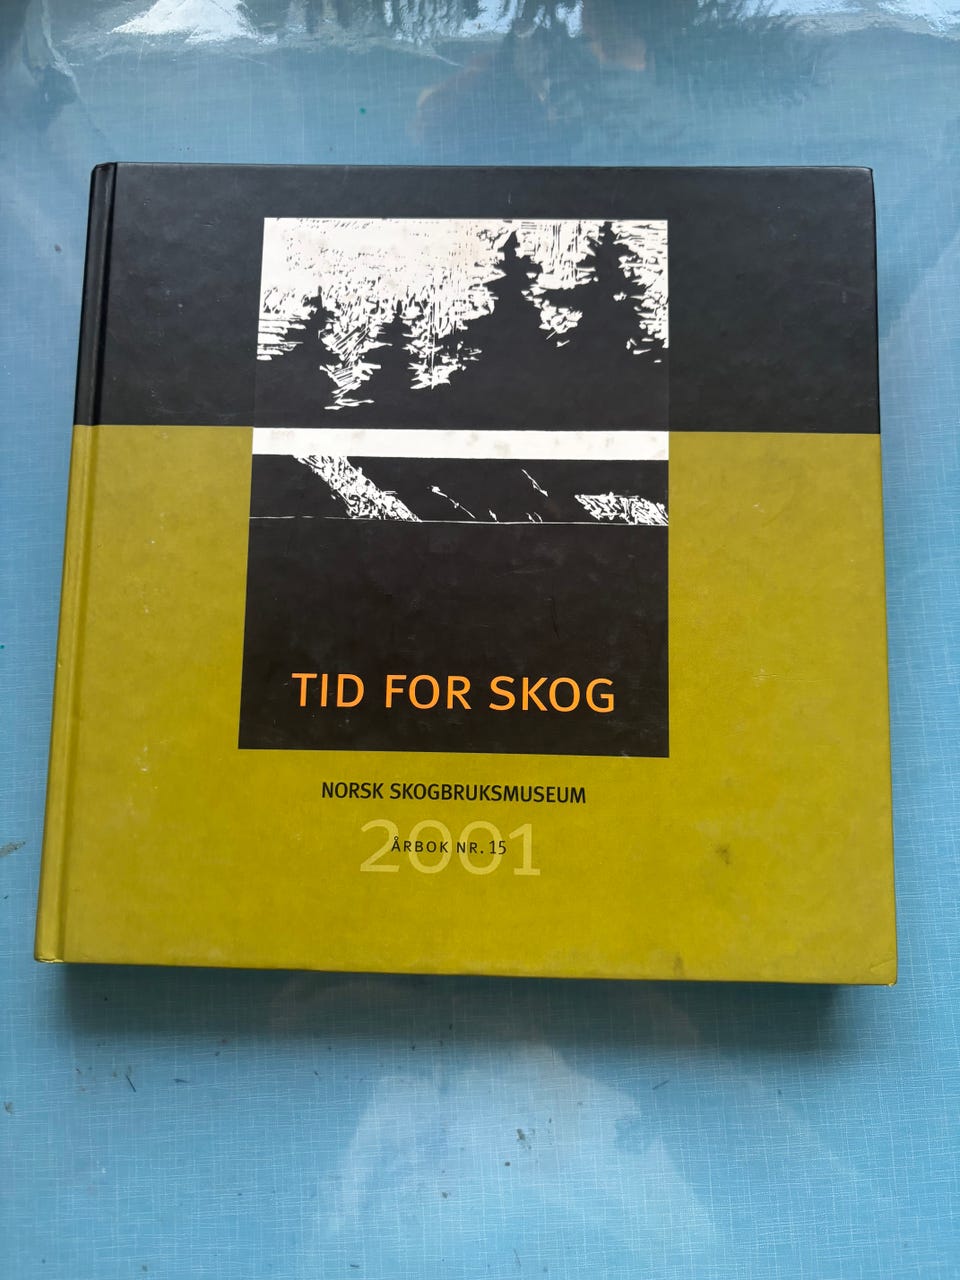 TID FOR SKOG
NORSK SKOGBRUKSMUSEUM
2001
ÅRBOK NR. 15